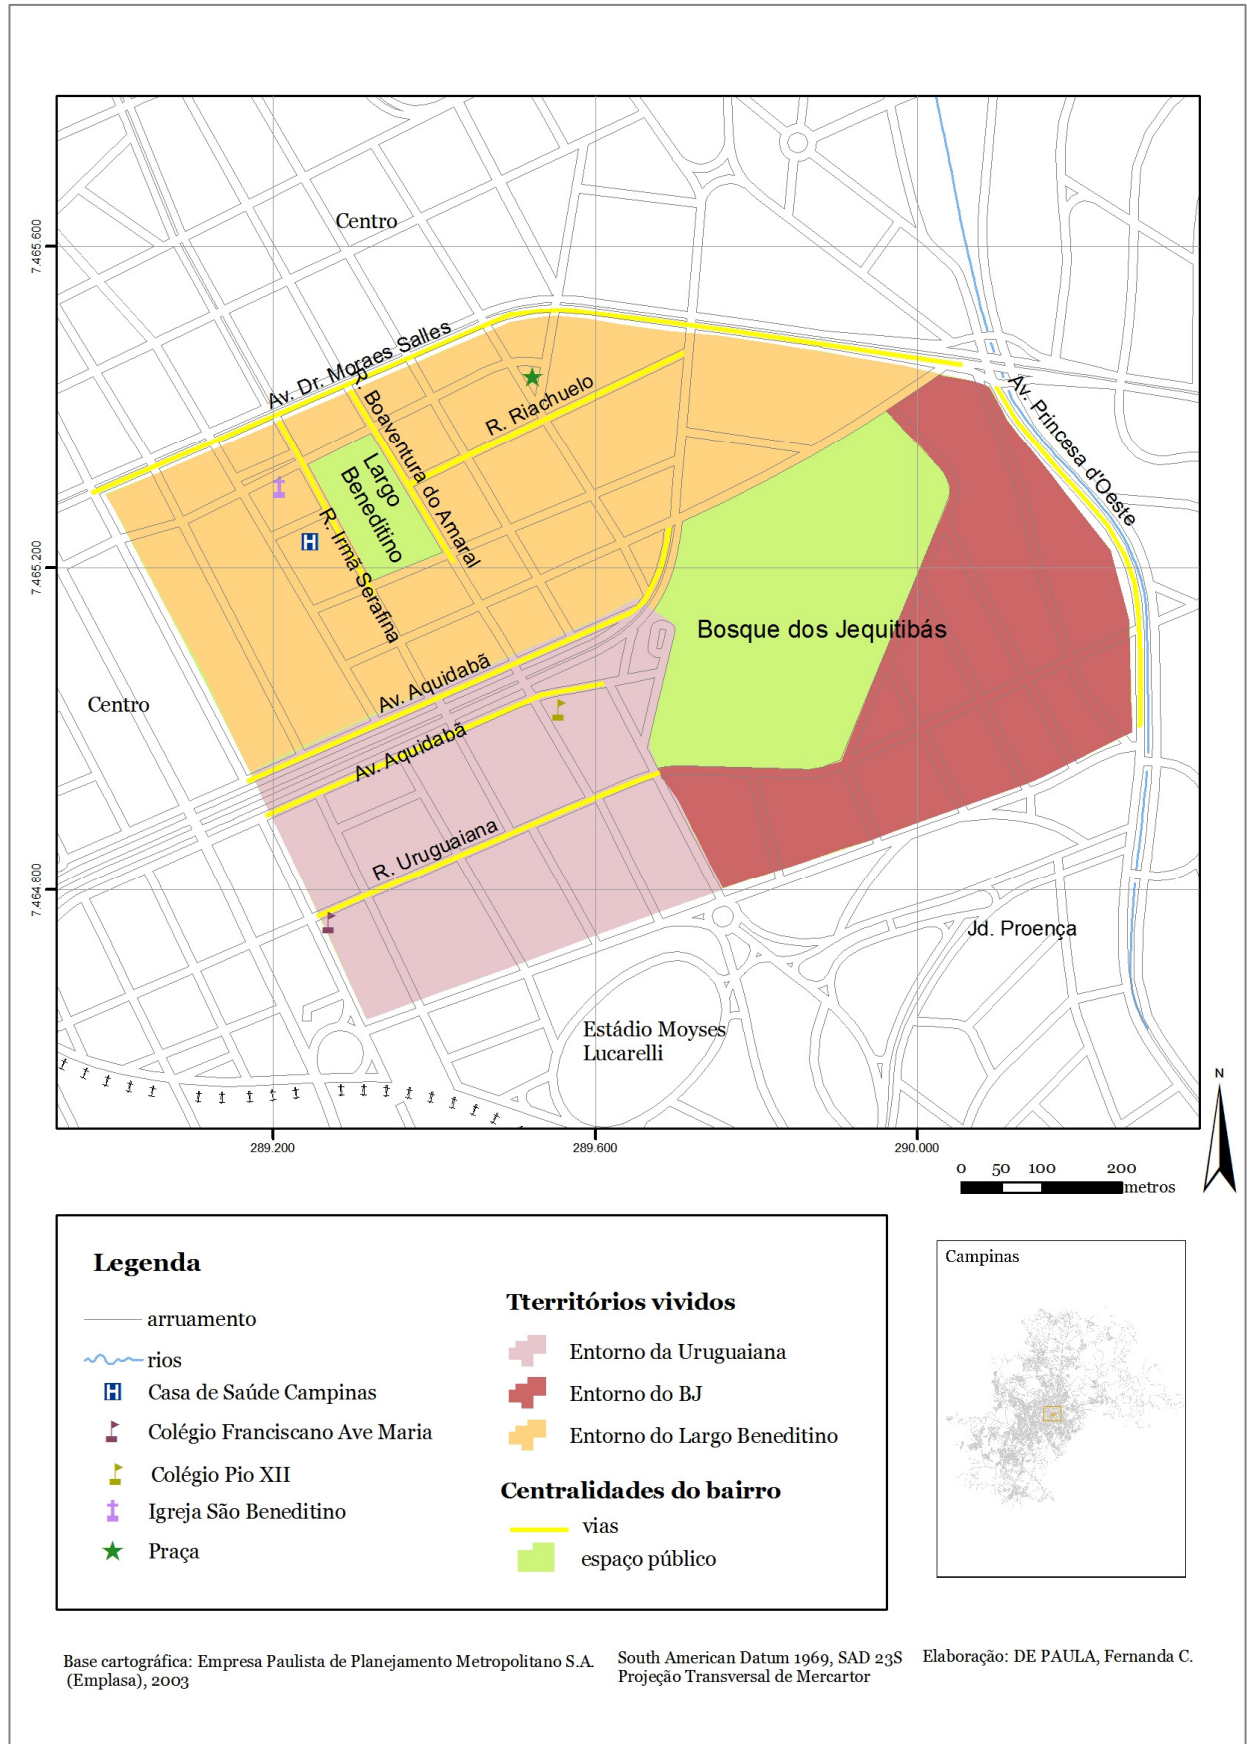 Centro
7.465.600
Av. Dr. Moraes Salles
R. Boaventura do Amaral
R. Riachuelo
Av. Princesa d'Oeste
Largo
Beneditino
R. Irmã Serafina
7.465.200
Bosque dos Jequitibás
Av. Aquidabã
Centro
Av. Aquidabã
R. Uruguaiana
7.464.800
Jd. Proença
Estádio Moyses
Lucarelli
N
289.200
289.600
290.000
0 50 100 200
metros
Legenda
arruamento
rios
H Casa de Saúde Campinas
Colégio Franciscano Ave Maria
Colégio Pio XII
Igreja São Beneditino
Praça
Tterritórios vividos
Entorno da Uruguaiana
Entorno do BJ
Entorno do Largo Beneditino
Centralidades do bairro
vias
espaço público
Campinas
Base cartográfica: Empresa Paulista de Planejamento Metropolitano S.A.
(Emplasa), 2003
South American Datum 1969, SAD 23S
Projeção Transversal de Mercartor
Elaboração: DE PAULA, Fernanda C.